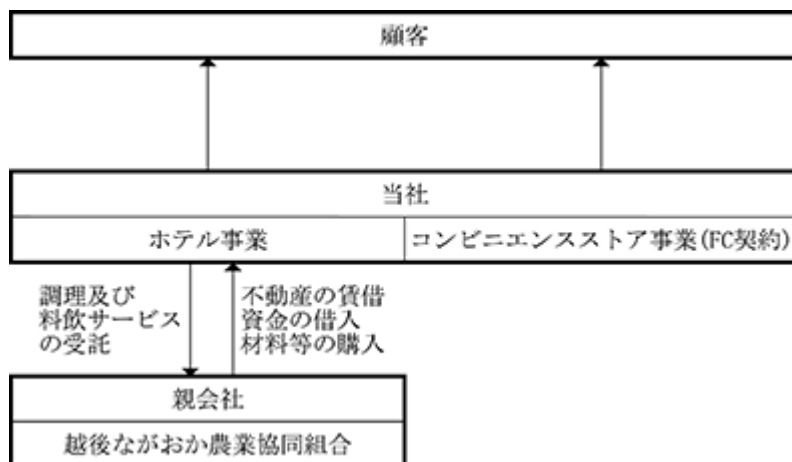 顧客
当社
ホテル事業
コンビニエンスストア事業(FC契約)
調理及び
料飲サービス
の受託
不動産の賃借
資金の借入
材料等の購入
親会社
越後ながおか農業協同組合